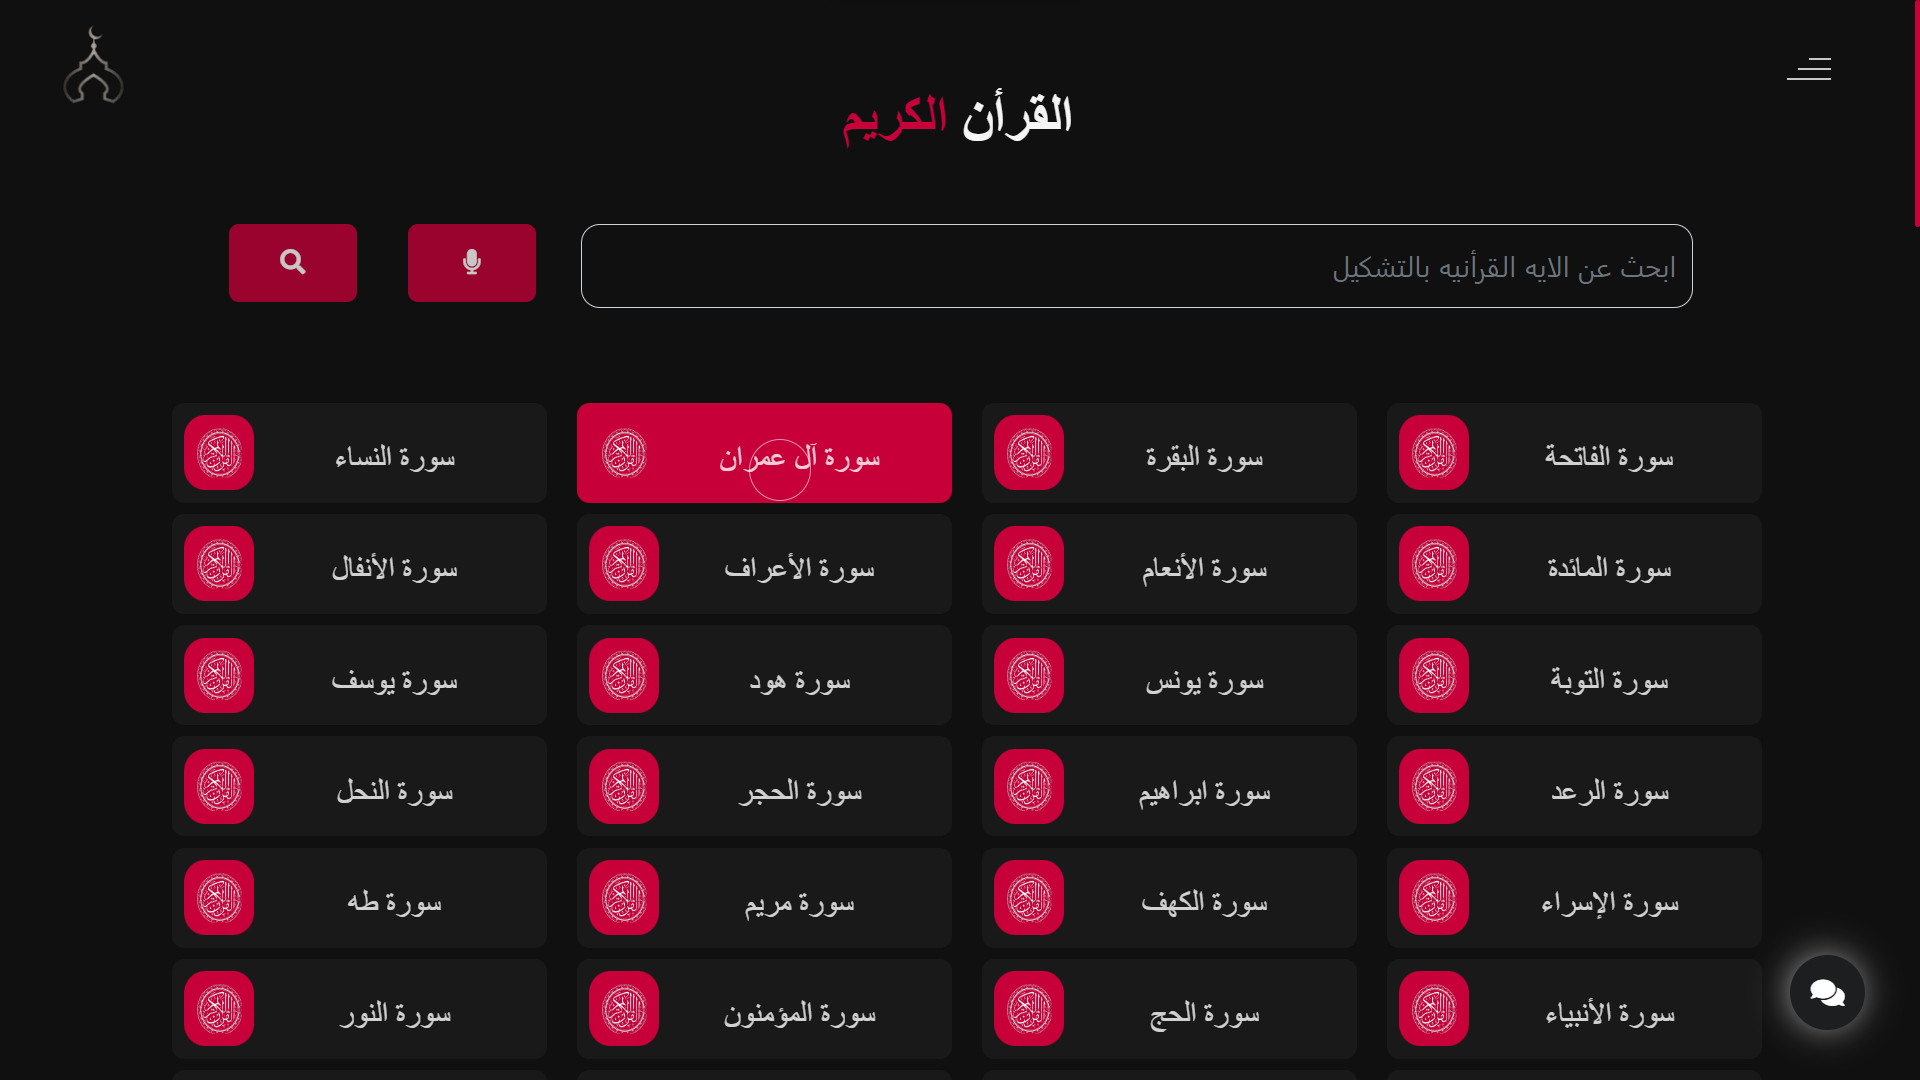 القرأن الكريم
ابحث عن الايه القرأنيه بالتشكيل
سورة الفاتحة
سورة البقرة
سورة آل عمران
سورة النساء
سورة المائدة
سورة الأنعام
سورة الأعراف
سورة الأنفال
سورة التوبة
سورة يونس
سورة هود
سورة يوسف
سورة الرعد
سورة ابراهيم
سورة الحجر
سورة النحل
سورة الإسراء
سورة الكهف
سورة مريم
سورة طه
سورة الأنبياء
سورة الحج
سورة المؤمنون
سورة النور